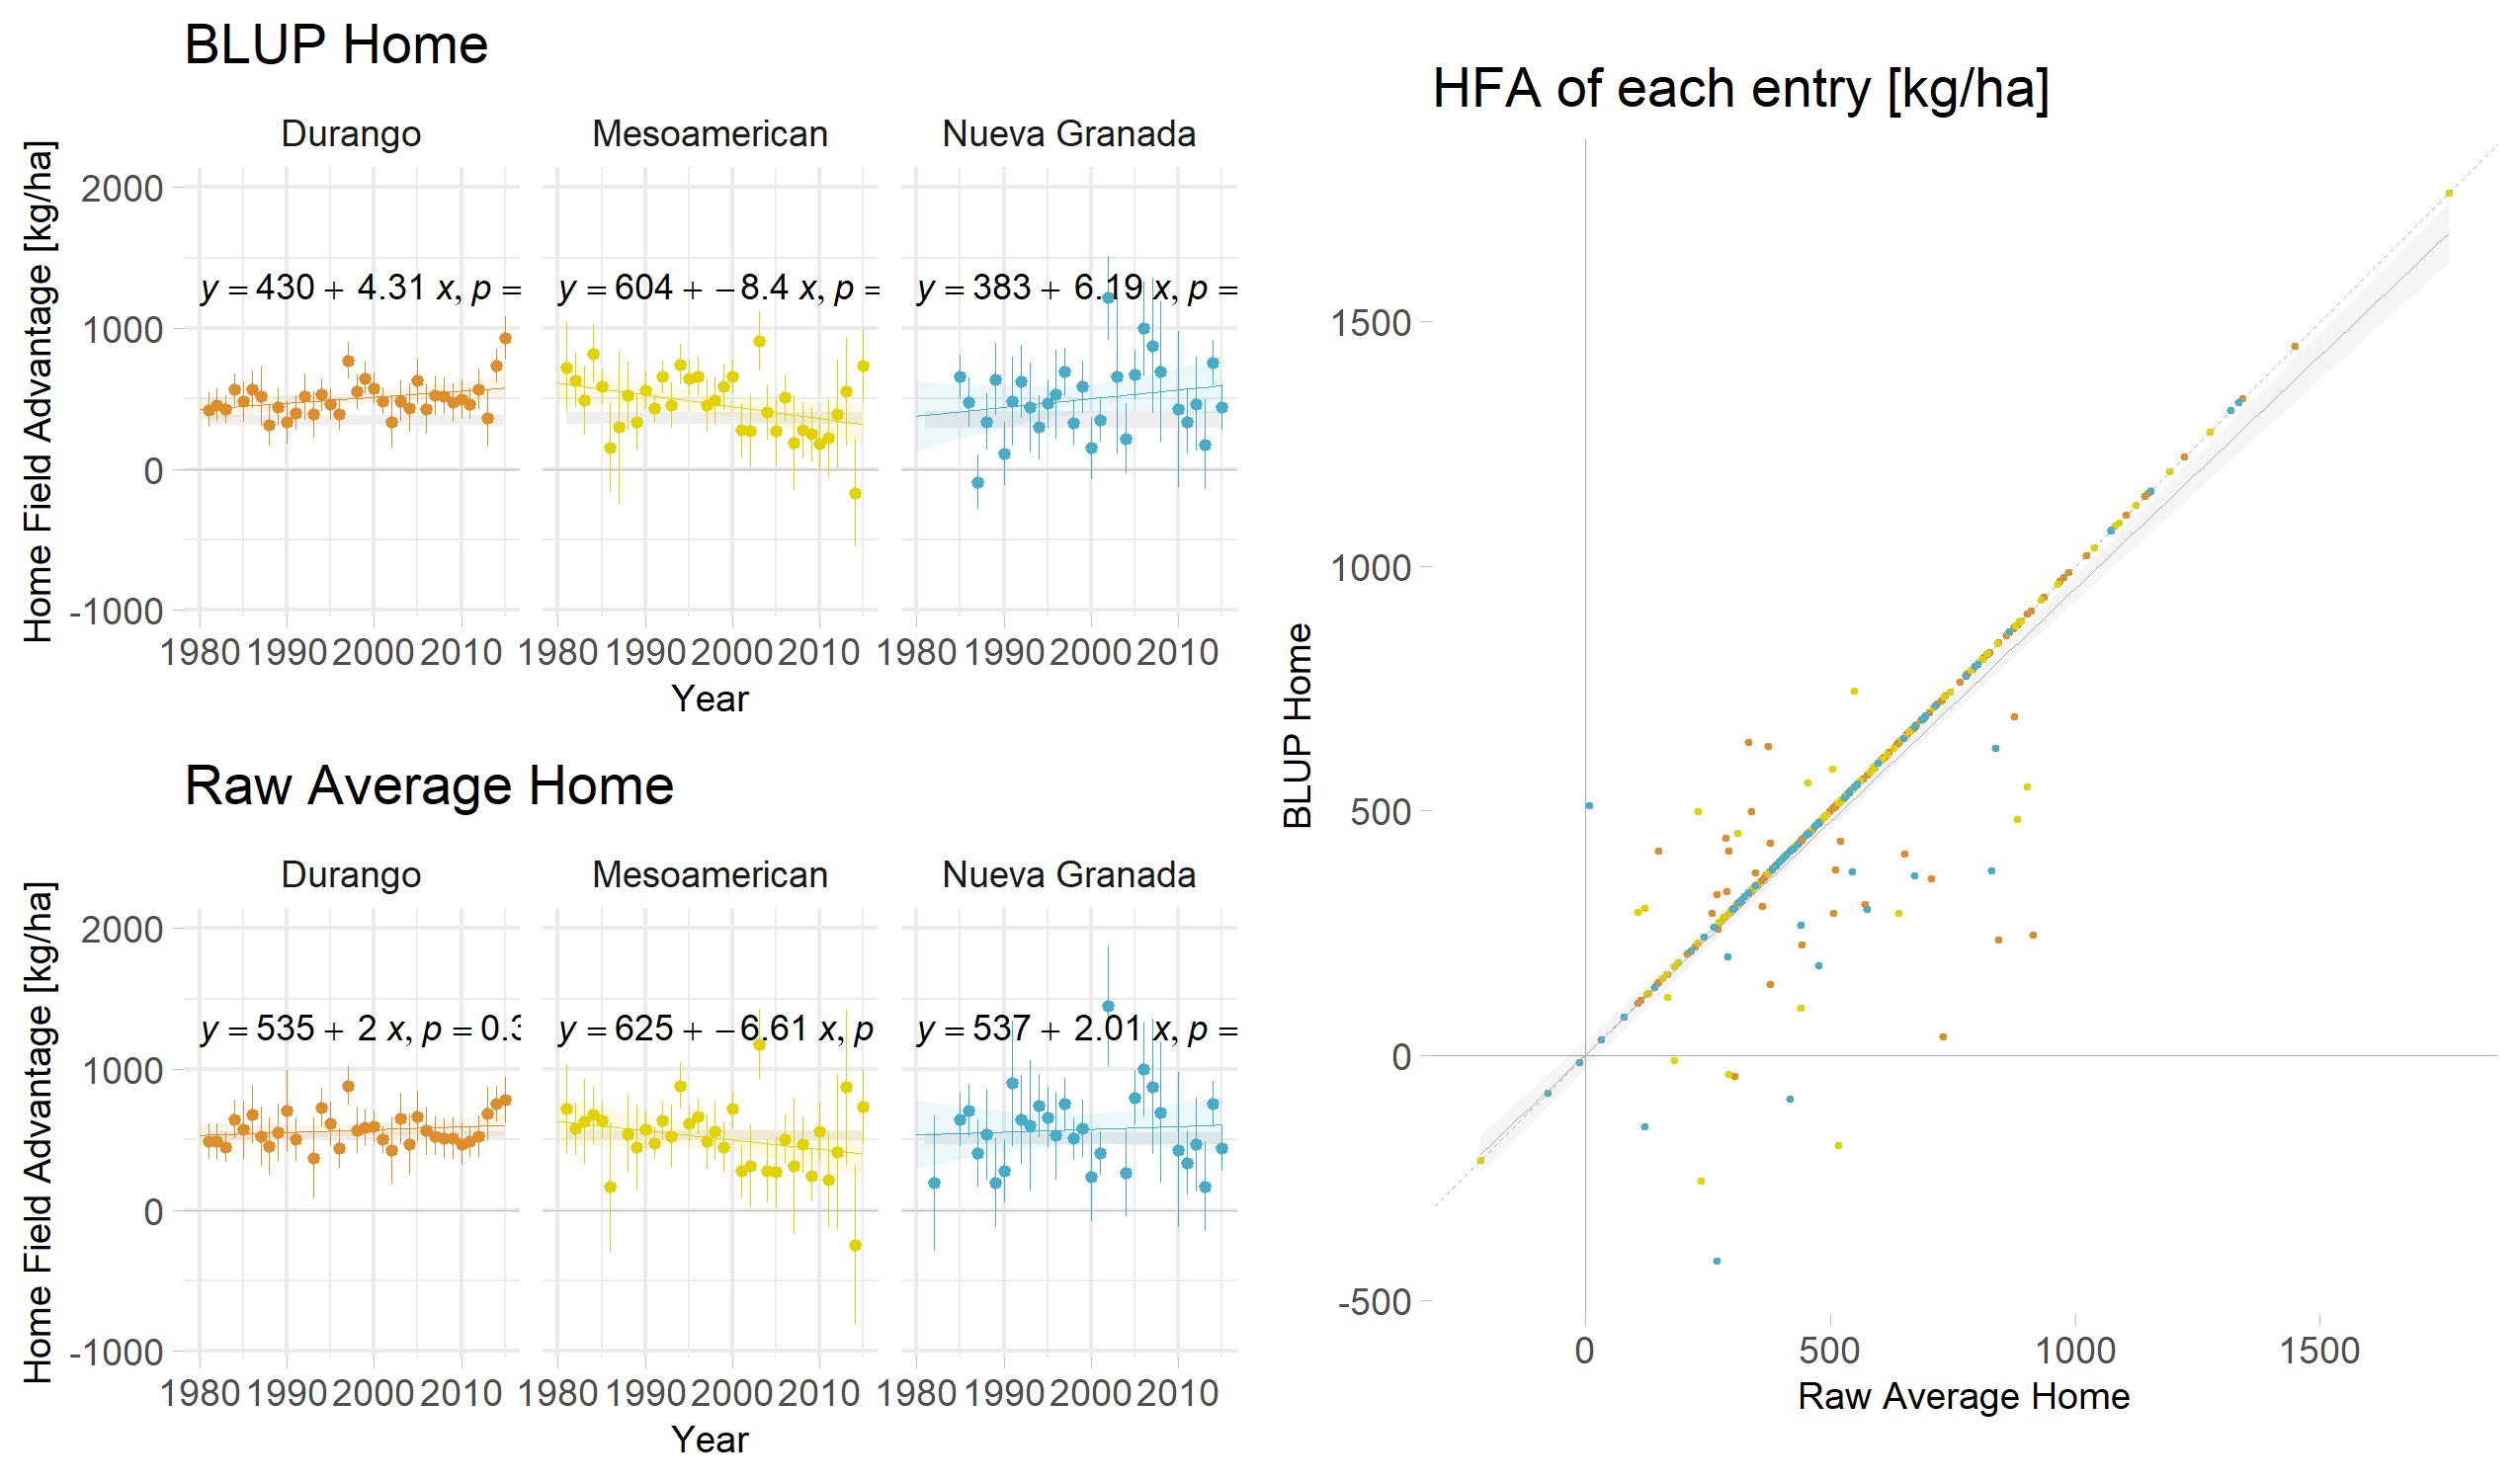 BLUP Home
Durango Mesoamerican Nueva Granada
Home Field Advantage [kg/ha]
2000
1000
0
-1000
y = 430 + 4.31 x, p =
y = 604 + −8.4 x, p =
y = 383 + 6.19 x, p =
1980 1990 2000 2010 1980 1990 2000 2010 1980 1990 2000 2010
Year
Raw Average Home
Durango Mesoamerican Nueva Granada
Home Field Advantage [kg/ha]
2000
1000
0
-1000
y = 535 + 2 x, p = 0.3
y = 625 + −6.61 x, p
y = 537 + 2.01 x, p =
1980 1990 2000 2010 1980 1990 2000 2010 1980 1990 2000 2010
Year
HFA of each entry [kg/ha]
BLUP Home
1500
1000
500
0
-500
0 500 1000 1500
Raw Average Home